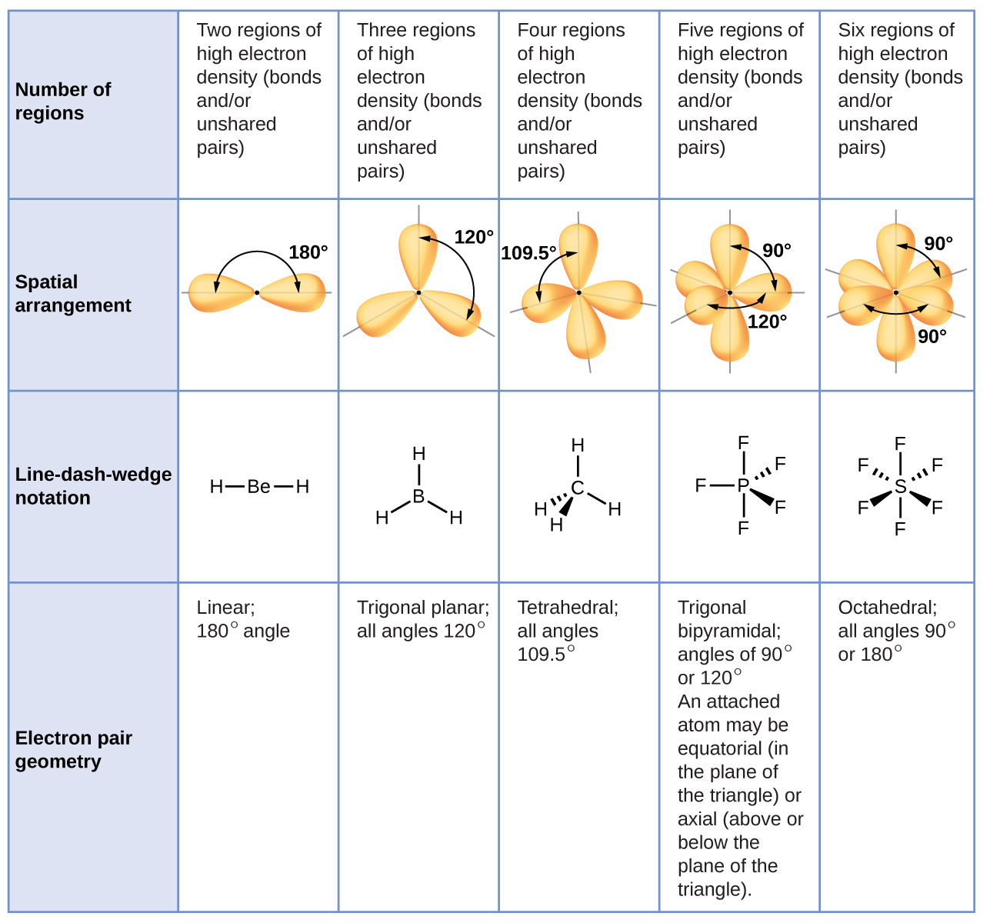 Number of
regions
Two regions of
high electron
density (bonds
and/or
unshared
pairs)
Three regions
of high
electron
density (bonds
and/or
unshared
pairs)
Four regions
of high
electron
density (bonds
and/or
unshared
pairs)
Five regions of
high electron
density (bonds
and/or
unshared
pairs)
Six regions of
high electron
density (bonds
and/or
unshared
pairs)
Spatial
arrangement
180°
120°
109.5°
90°
120°
90°
90°
Line-dash-wedge
notation
H Be H
H
B
H H
H
C
H H
H
F
F
F P
F
F
F
F F
S
F F
F
Electron pair
geometry
Linear;
180° angle
Trigonal planar;
all angles 120°
Tetrahedral;
all angles
109.5°
Trigonal
bipyramidal;
angles of 90°
or 120°
An attached
atom may be
equatorial (in
the plane of
the triangle) or
axial (above or
below the
plane of the
triangle).
Octahedral;
all angles 90°
or 180°